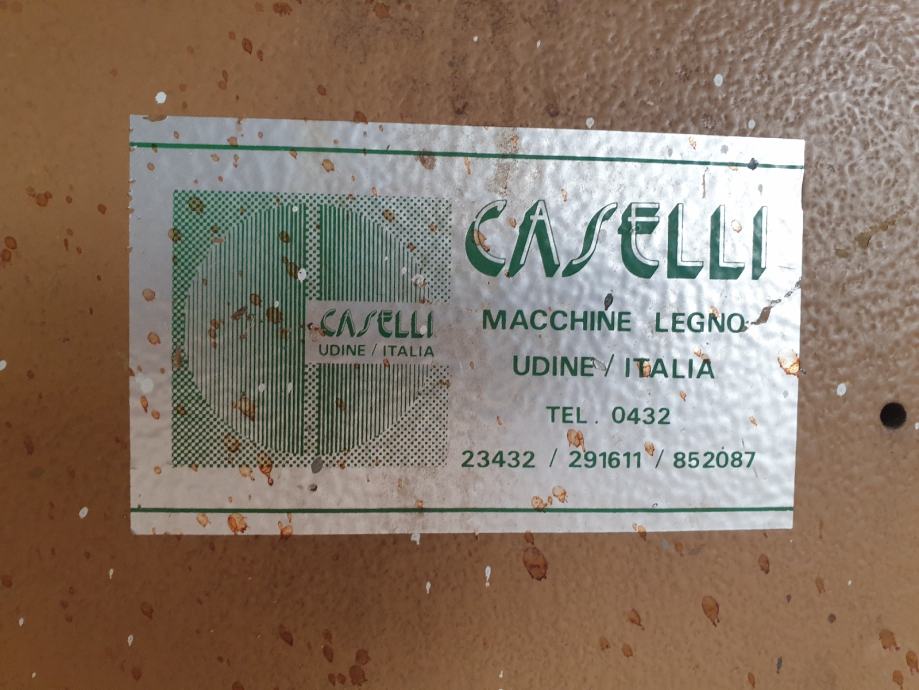 CASELLI
MACCHINE LEGNO
UDINE / ITALIA
TEL. 0432
23432 / 291611 / 852087
CASELLI
UDINE / ITALIA